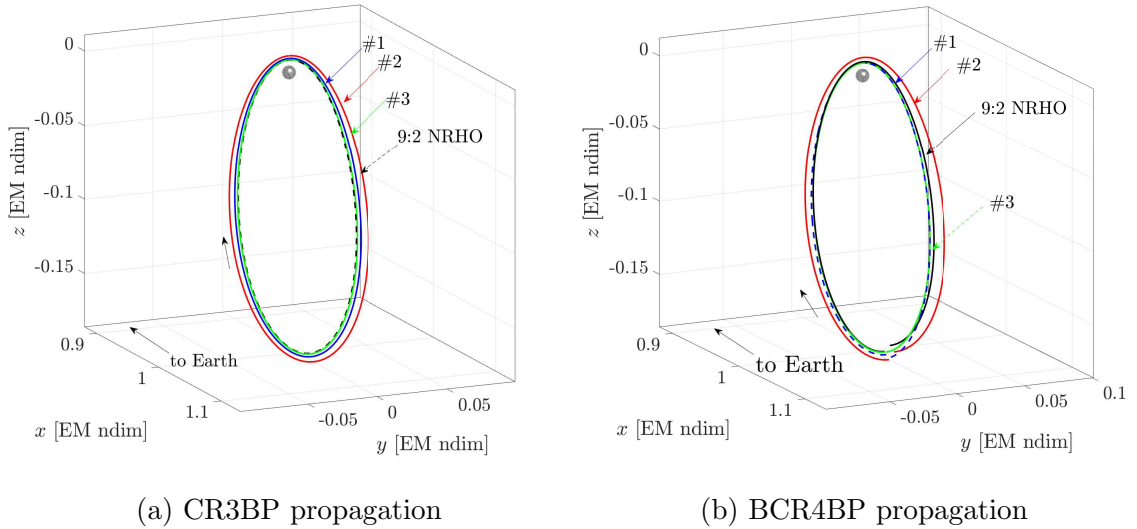 0
-0.05
-0.1
-0.15
z [EM ndim]
0.9
1
1.1
x [EM ndim]
-0.05
0
0.05
y [EM ndim]
to Earth
#1
#2
#3
9:2 NRHO
(a) CR3BP propagation
0
-0.05
-0.1
-0.15
z [EM ndim]
0.9
1
1.1
x [EM ndim]
-0.05
0
0.05
0.1
y [EM ndim]
to Earth
#1
#2
9:2 NRHO
#3
(b) BCR4BP propagation